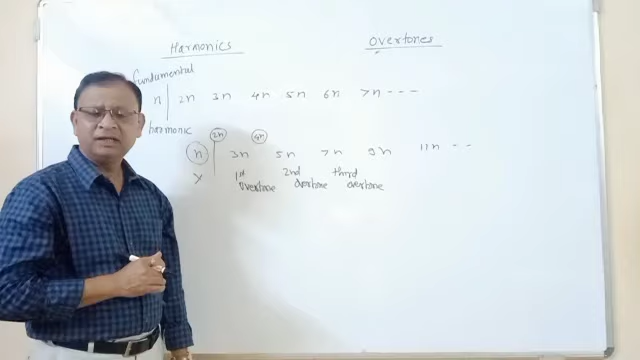 Harmonics Overtones
fundamental
n 2n 3n 4n 5n 6n 7n ---
harmonic
2n 4n
n 3n 5n 7n 9n 11n --
1st 2nd third
overtone overtone overtone